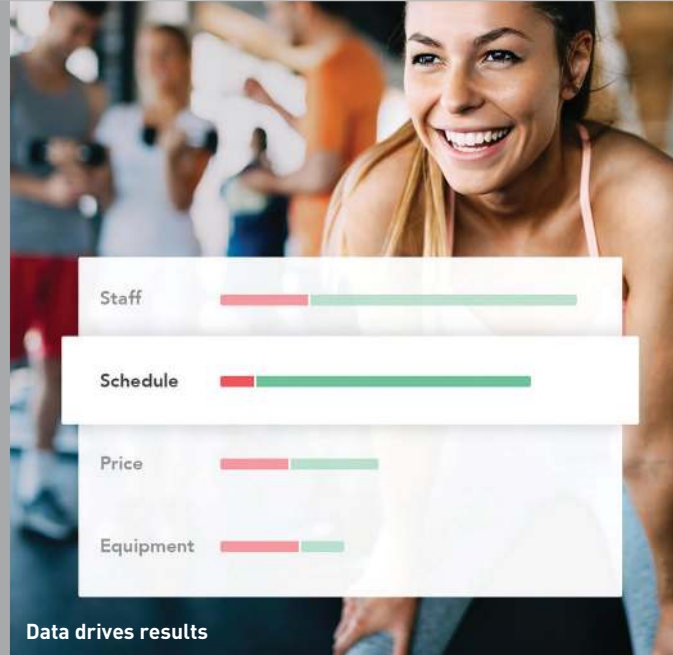 Staff
Schedule
Price
Equipment
Data drives results